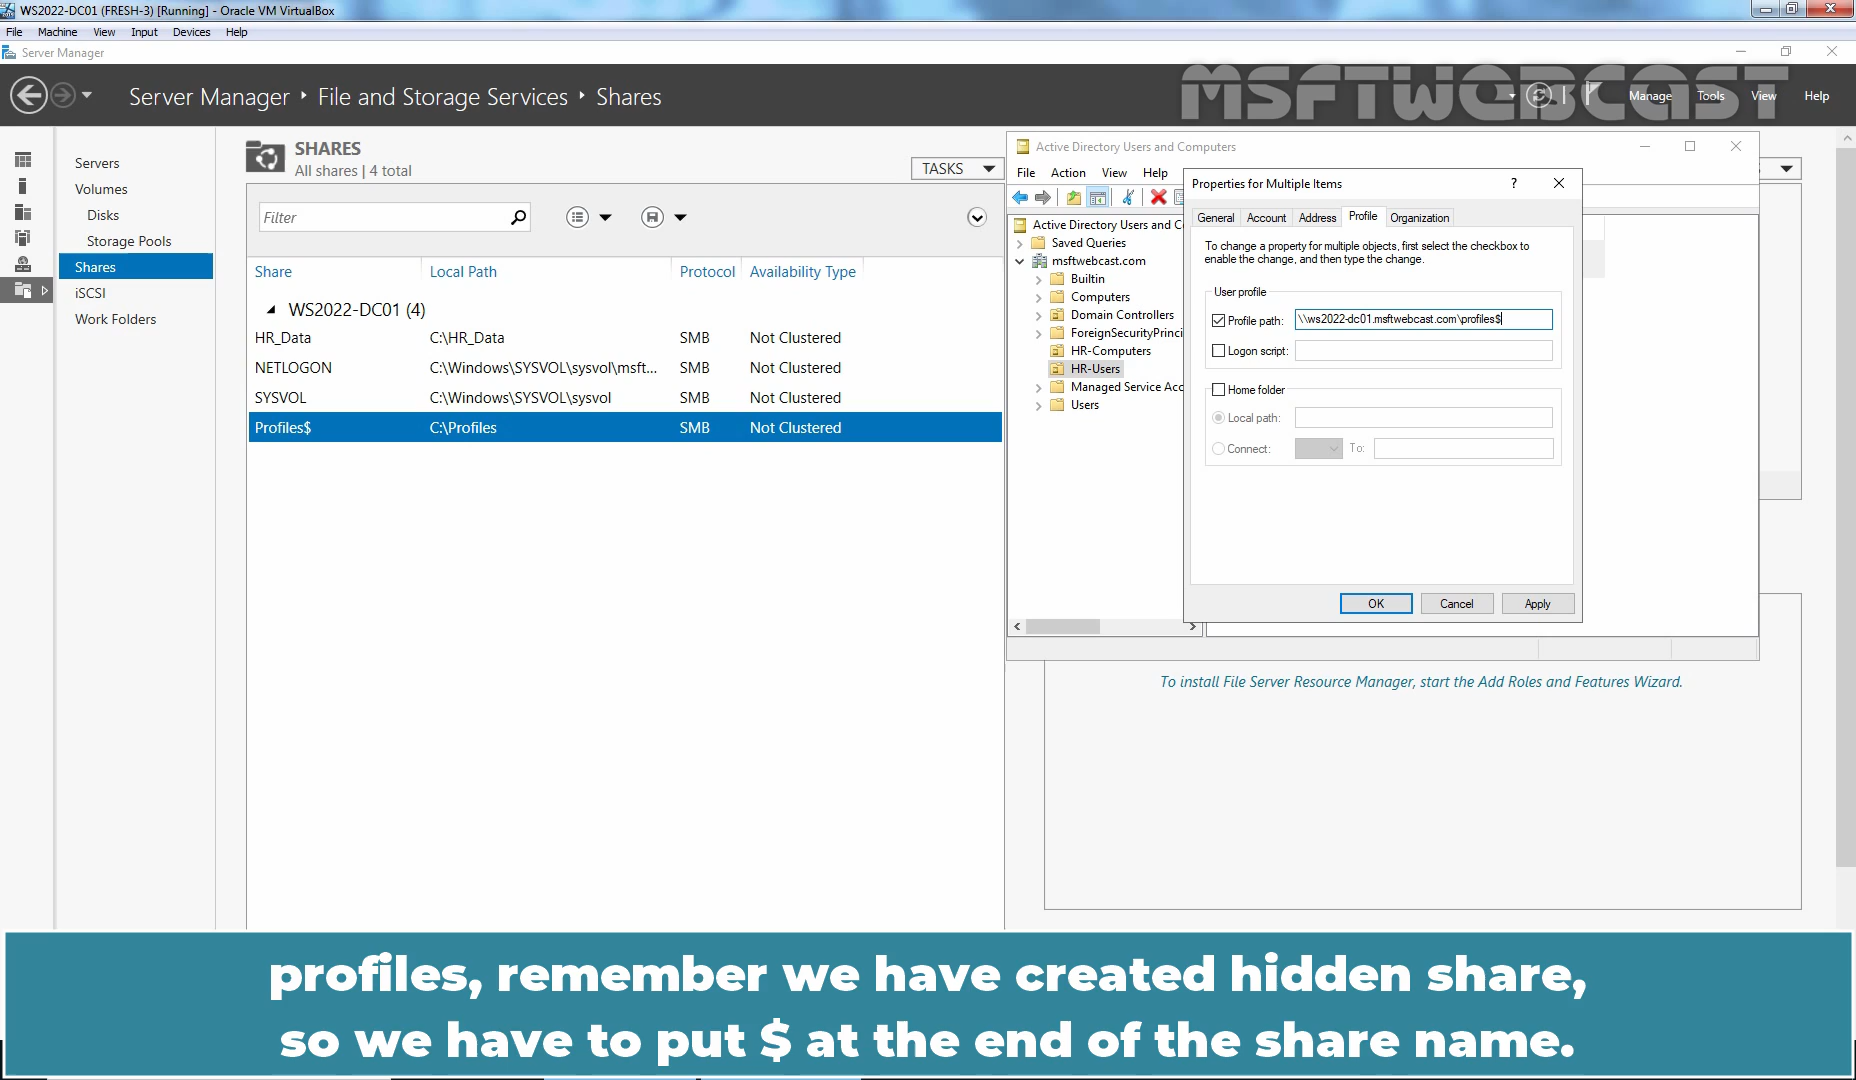 WS2022-DC01 (FRESH-3) [Running] - Oracle VM VirtualBox
File Machine View Input Devices Help
Server Manager
Server Manager File and Storage Services Shares
MSFTWEBCAST
Manage Tools View Help
Servers
Volumes
Disks
Storage Pools
Shares
iSCSI
Work Folders
SHARES
All shares | 4 total
TASKS
Filter
Share Local Path Protocol Availability Type
WS2022-DC01 (4)
HR_Data C:\HR_Data SMB Not Clustered
NETLOGON C:\Windows\SYSVOL\sysvol\msft... SMB Not Clustered
SYSVOL C:\Windows\SYSVOL\sysvol SMB Not Clustered
Profiles$ C:\Profiles SMB Not Clustered
Active Directory Users and Computers
File Action View Help
Active Directory Users and C
Saved Queries
msftwebcast.com
Builtin
Computers
Domain Controllers
ForeignSecurityPrinci
HR-Computers
HR-Users
Managed Service Acc
Users
Properties for Multiple Items
?
General Account Address Profile Organization
To change a property for multiple objects, first select the checkbox to
enable the change, and then type the change.
User profile
Profile path: \\ws2022-dc01.msftwebcast.com\profiles$
Logon script:
Home folder
Local path:
Connect: To:
OK Cancel Apply
To install File Server Resource Manager, start the Add Roles and Features Wizard.
profiles, remember we have created hidden share,
so we have to put $ at the end of the share name.